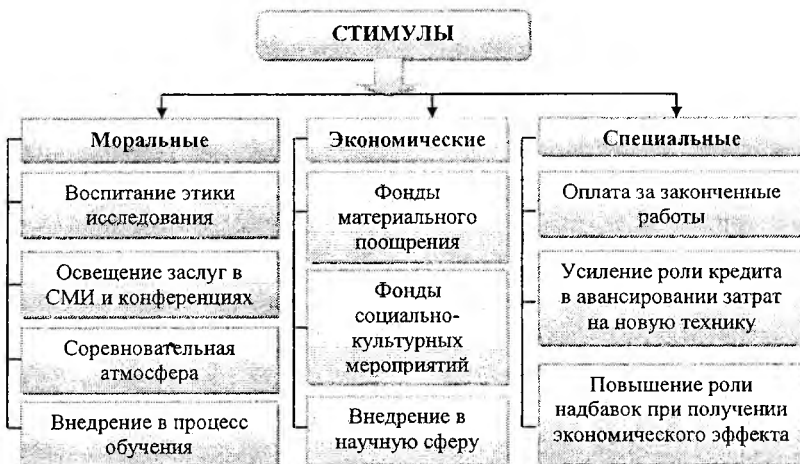 СТИМУЛЫ
Моральные
Воспитание этики
исследования
Освещение заслуг в
СМИ и конференциях
Соревновательная
атмосфера
Внедрение в процесс
обучения
Экономические
Фонды
материального
поощрения
Фонды
социально-
культурных
мероприятий
Внедрение в
научную сферу
Специальные
Оплата за законченные
работы
Усиление роли кредита
в авансировании затрат
на новую технику
Повышение роли
надбавок при получении
экономического эффекта